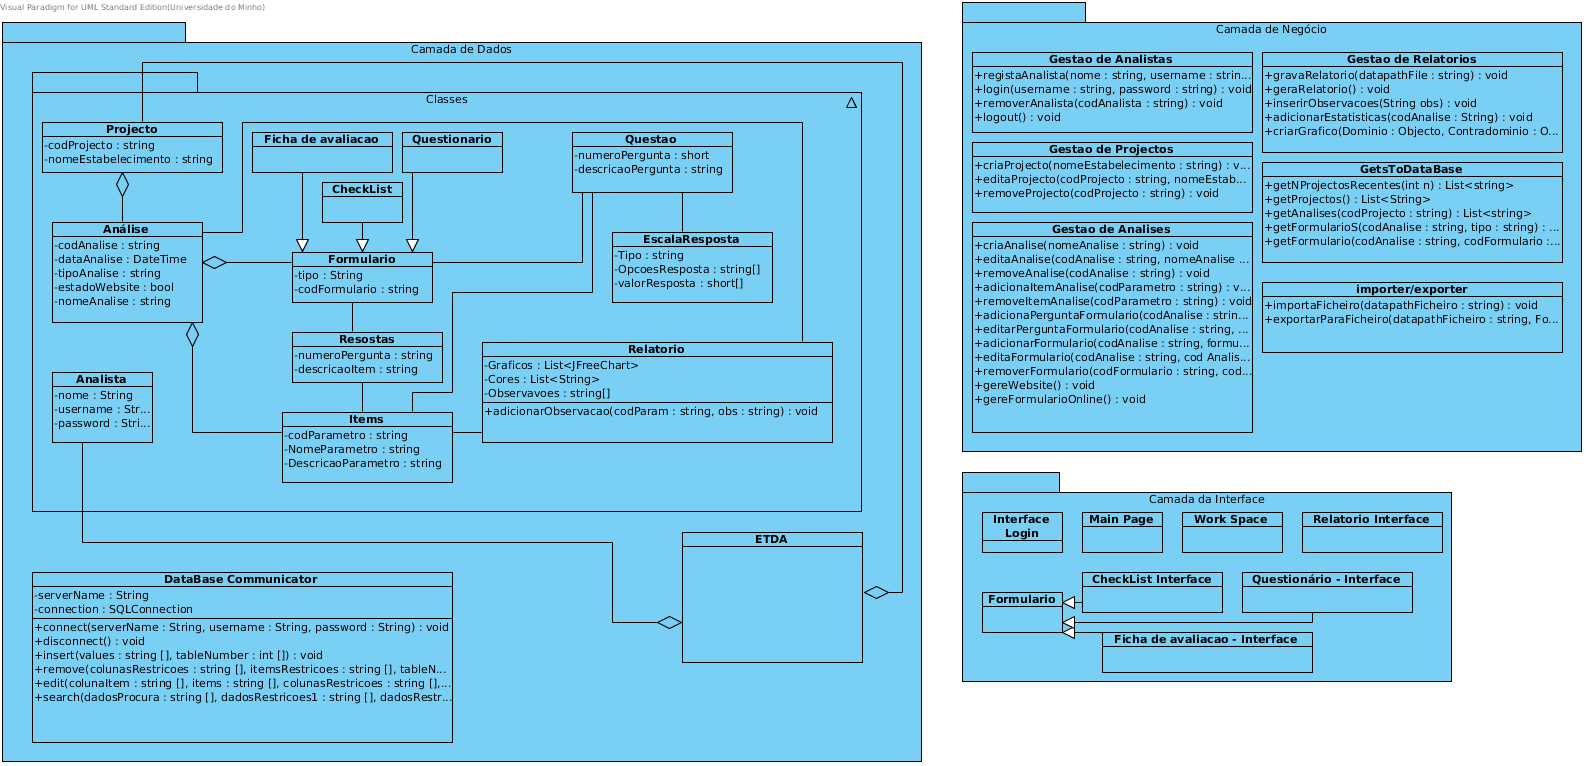 Visual Paradigm for UML Standard Edition(Universidade do Minho)
Camada de Dados
Classes
Projecto
-codProjecto : string
-nomeEstabelecimento : string
Ficha de avaliacao
Questionario
CheckList
Questao
-numeroPergunta : short
-descricaoPergunta : string
Análise
-codAnalise : string
-dataAnalise : DateTime
-tipoAnalise : string
-estadoWebsite : bool
-nomeAnalise : string
Formulario
-tipo : String
-codFormulario : string
EscalaResposta
-Tipo : string
-OpcoesResposta : string[]
-valorResposta : short[]
Resostas
-numeroPergunta : string
-descricaoItem : string
Relatorio
-Graficos : List<JFreeChart>
-Cores : List<String>
-Observavoes : string[]
+adicionarObservacao(codParam : string, obs : string) : void
Analista
-nome : String
-username : Str...
-password : Stri...
Items
-codParametro : string
-NomeParametro : string
-DescricaoParametro : string
ETDA
DataBase Communicator
-serverName : String
-connection : SQLConnection
+connect(serverName : String, username : String, password : String) : void
+disconnect() : void
+insert(values : string [], tableNumber : int []) : void
+remove(colunasRestricoes : string [], itemsRestricoes : string [], tableN...
+edit(colunaItem : string [], items : string [], colunasRestricoes : string [],...
+search(dadosProcura : string [], dadosRestricoes1 : string [], dadosRestr...
Camada de Negócio
Gestao de Analistas
+registaAnalista(nome : string, username : strin...
+login(username : string, password : string) : void
+removerAnalista(codAnalista : string) : void
+logout() : void
Gestao de Projectos
+criaProjecto(nomeEstabelecimento : string) : v...
+editaProjecto(codProjecto : string, nomeEstab...
+removeProjecto(codProjecto : string) : void
Gestao de Analises
+criaAnalise(nomeAnalise : string) : void
+editaAnalise(codAnalise : string, nomeAnalise ...
+removeAnalise(codAnalise : string) : void
+adicionaItemAnalise(codParametro : string) : v...
+removeItemAnalise(codParametro : string) : void
+adicionaPerguntaFormulario(codAnalise : strin...
+editarPerguntaFormulario(codAnalise : string, ...
+adicionarFormulario(codAnalise : string, formu...
+editaFormulario(codAnalise : string, cod Analis...
+removerFormulario(codFormulario : string, cod...
+gereWebsite() : void
+gereFormularioOnline() : void
Gestao de Relatorios
+gravaRelatorio(datapathFile : string) : void
+geraRelatorio() : void
+inserirObservacoes(String obs) : void
+adicionarEstatisticas(codAnalise : String) : void
+criarGrafico(Dominio : Objecto, Contradominio : O...
GetsToDataBase
+getNProjectosRecentes(int n) : List<string>
+getProjectos() : List<String>
+getAnalises(codProjecto : string) : List<string>
+getFormularioS(codAnalise : string, tipo : string) : ...
+getFormulario(codAnalise : string, codFormulario :...
importer/exporter
+importaFicheiro(datapathFicheiro : string) : void
+exportarParaFicheiro(datapathFicheiro : string, Fo...
Camada da Interface
Interface
Login
Main Page
Work Space
Relatorio Interface
CheckList Interface
Questionário - Interface
Formulario
Ficha de avaliacao - Interface